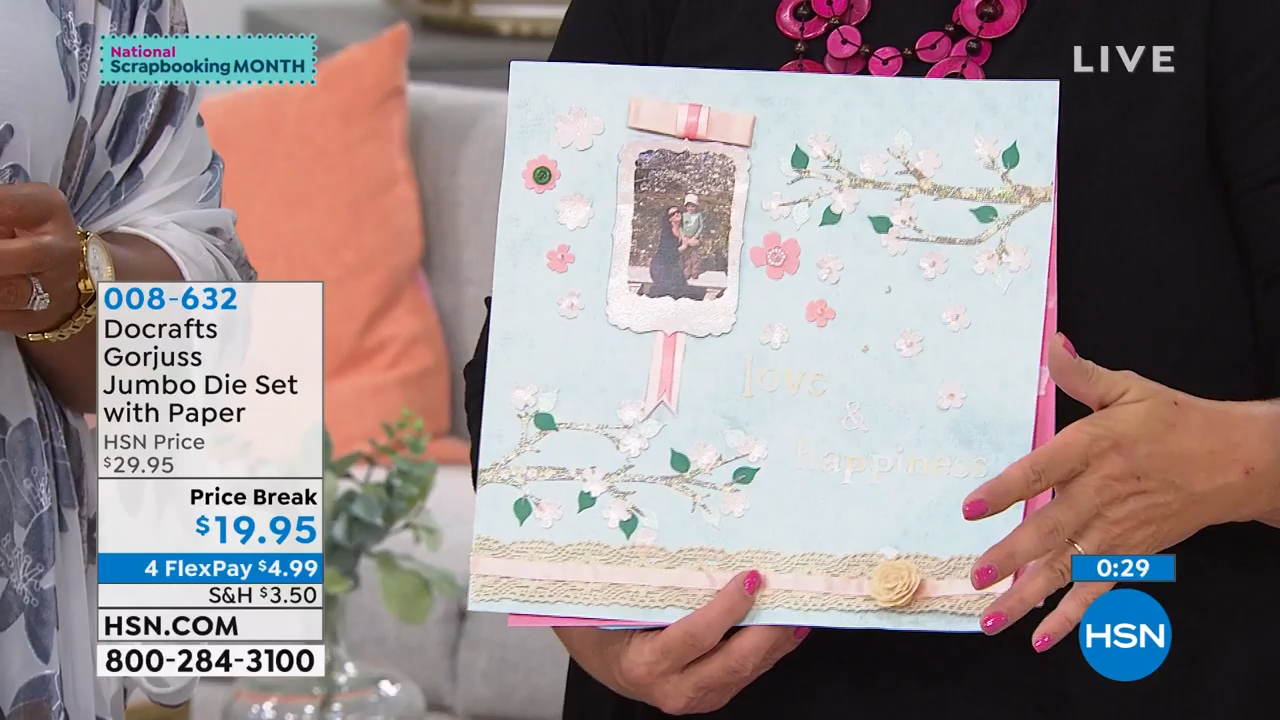 National
Scrapbooking MONTH
LIVE
love
&
happiness
008-632
Docrafts
Gorjuss
Jumbo Die Set
with Paper
HSN Price
$29.95
Price Break
$19.95
4 FlexPay $4.99
S&H $3.50
HSN.COM
800-284-3100
0:29
HSN